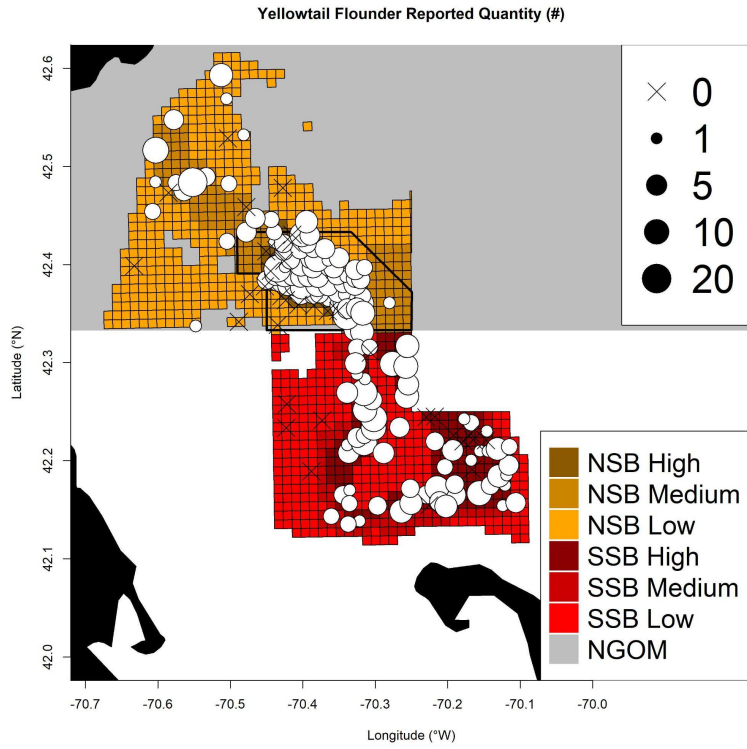 Yellowtail Flounder Reported Quantity (#)
0
1
5
10
20
42.6
42.5
42.4
42.3
42.2
42.1
42.0
Latitude (°N)
NSB High
NSB Medium
NSB Low
SSB High
SSB Medium
SSB Low
NGOM
-70.7 -70.6 -70.5 -70.4 -70.3 -70.2 -70.1 -70.0
Longitude (°W)